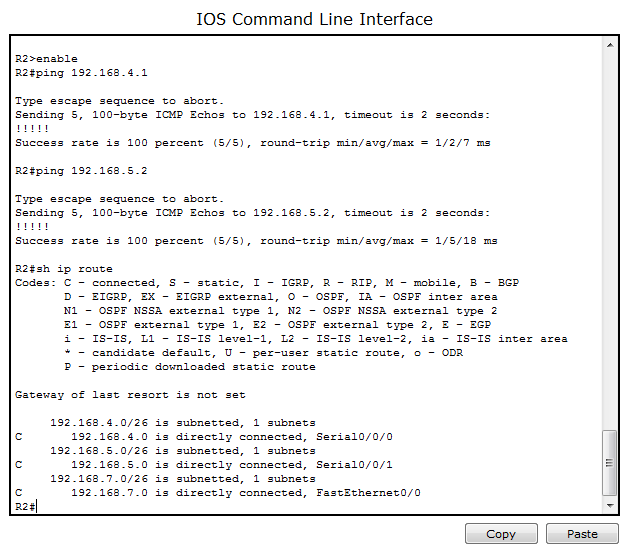 IOS Command Line Interface
R2>enable
R2#ping 192.168.4.1
Type escape sequence to abort.
Sending 5, 100-byte ICMP Echos to 192.168.4.1, timeout is 2 seconds:
!!!!!
Success rate is 100 percent (5/5), round-trip min/avg/max = 1/2/7 ms
R2#ping 192.168.5.2
Type escape sequence to abort.
Sending 5, 100-byte ICMP Echos to 192.168.5.2, timeout is 2 seconds:
!!!!!
Success rate is 100 percent (5/5), round-trip min/avg/max = 1/5/18 ms
R2#sh ip route
Codes: C - connected, S - static, I - IGRP, R - RIP, M - mobile, B - BGP
       D - EIGRP, EX - EIGRP external, O - OSPF, IA - OSPF inter area
       N1 - OSPF NSSA external type 1, N2 - OSPF NSSA external type 2
       E1 - OSPF external type 1, E2 - OSPF external type 2, E - EGP
       i - IS-IS, L1 - IS-IS level-1, L2 - IS-IS level-2, ia - IS-IS inter area
       * - candidate default, U - per-user static route, o - ODR
       P - periodic downloaded static route
Gateway of last resort is not set
     192.168.4.0/26 is subnetted, 1 subnets
C       192.168.4.0 is directly connected, Serial0/0/0
     192.168.5.0/26 is subnetted, 1 subnets
C       192.168.5.0 is directly connected, Serial0/0/1
     192.168.7.0/26 is subnetted, 1 subnets
C       192.168.7.0 is directly connected, FastEthernet0/0
R2#
Copy Paste